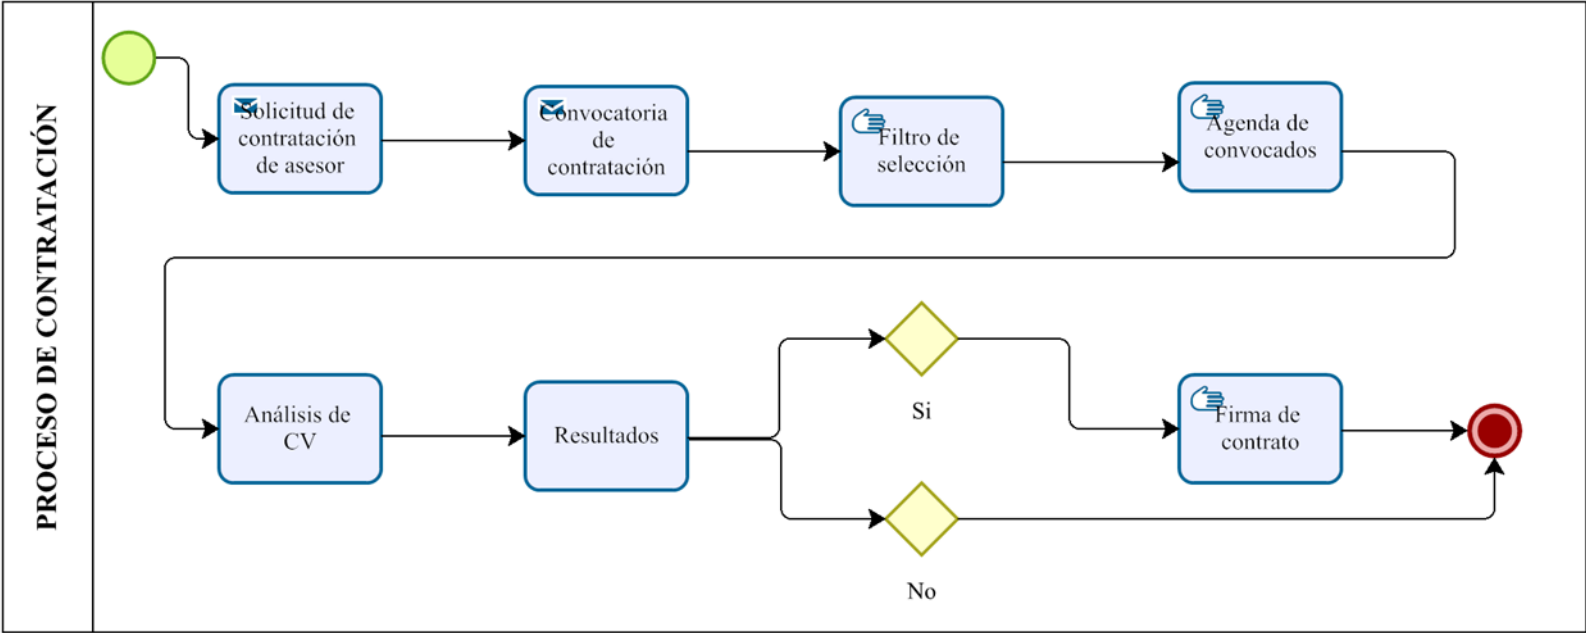 PROCESO DE CONTRATACIÓN
Solicitud de
contratación
de asesor
Convocatoria
de
contratación
Filtro de
selección
Agenda de
convocados
Análisis de
CV
Resultados
Si
No
Firma de
contrato